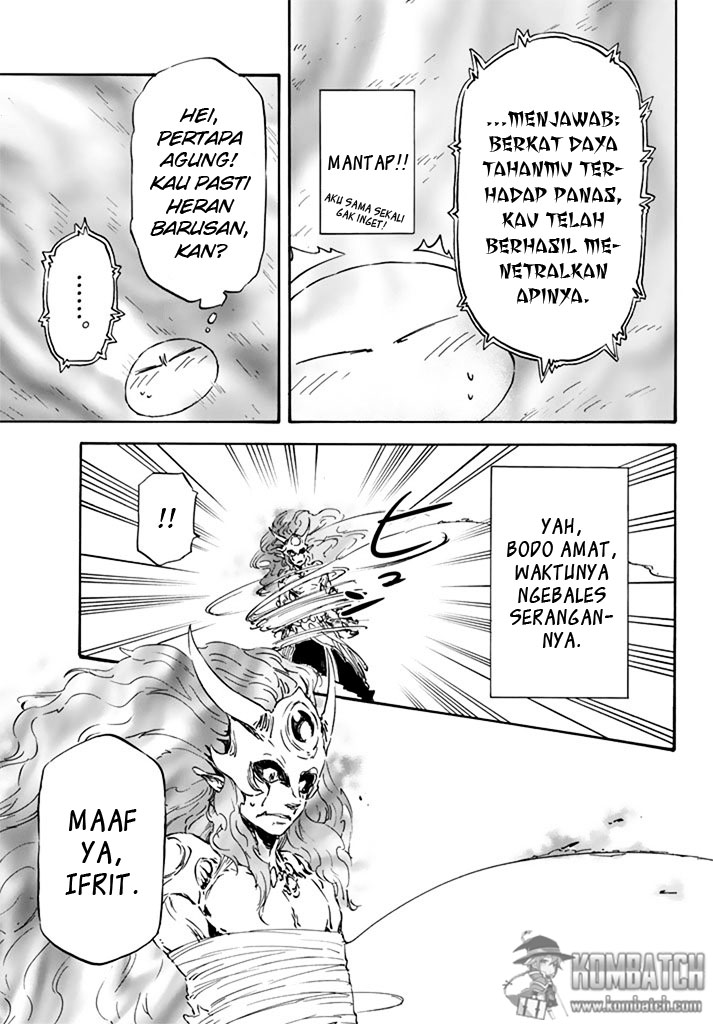 ...MENJAWAB:
BERKAT DAYA
TAHANMU TER-
HADAP PANAS,
KAU TELAH
BERHASIL ME-
NETRALKAN
APINYA.
MANTAP!!
AKU SAMA SEKALI
GAK INGET!
HEI,
PERTAPA
AGUNG!
KAU PASTI
HERAN
BARUSAN,
KAN?
.......
YAH,
BODO AMAT,
WAKTUNYA
NGEBALES
SERANGAN-
NYA.
ピン
!!
MAAF
YA,
IFRIT.
KOMBATCH
www.kombatch.com